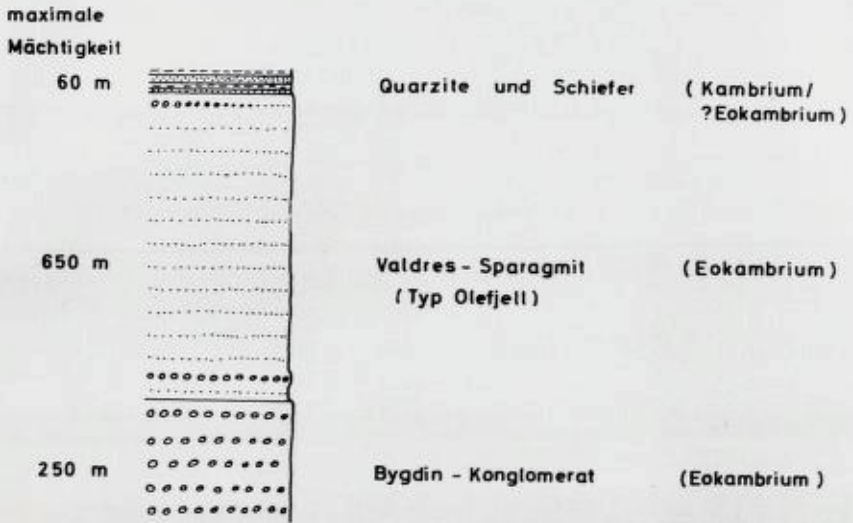 maximale
Mächtigkeit
60 m Quarzite und Schiefer (Kambrium/
?Eokambrium)
650 m Valdres - Sparagmit (Eokambrium)
(Typ Olefjell)
250 m Bygdin - Konglomerat (Eokambrium)